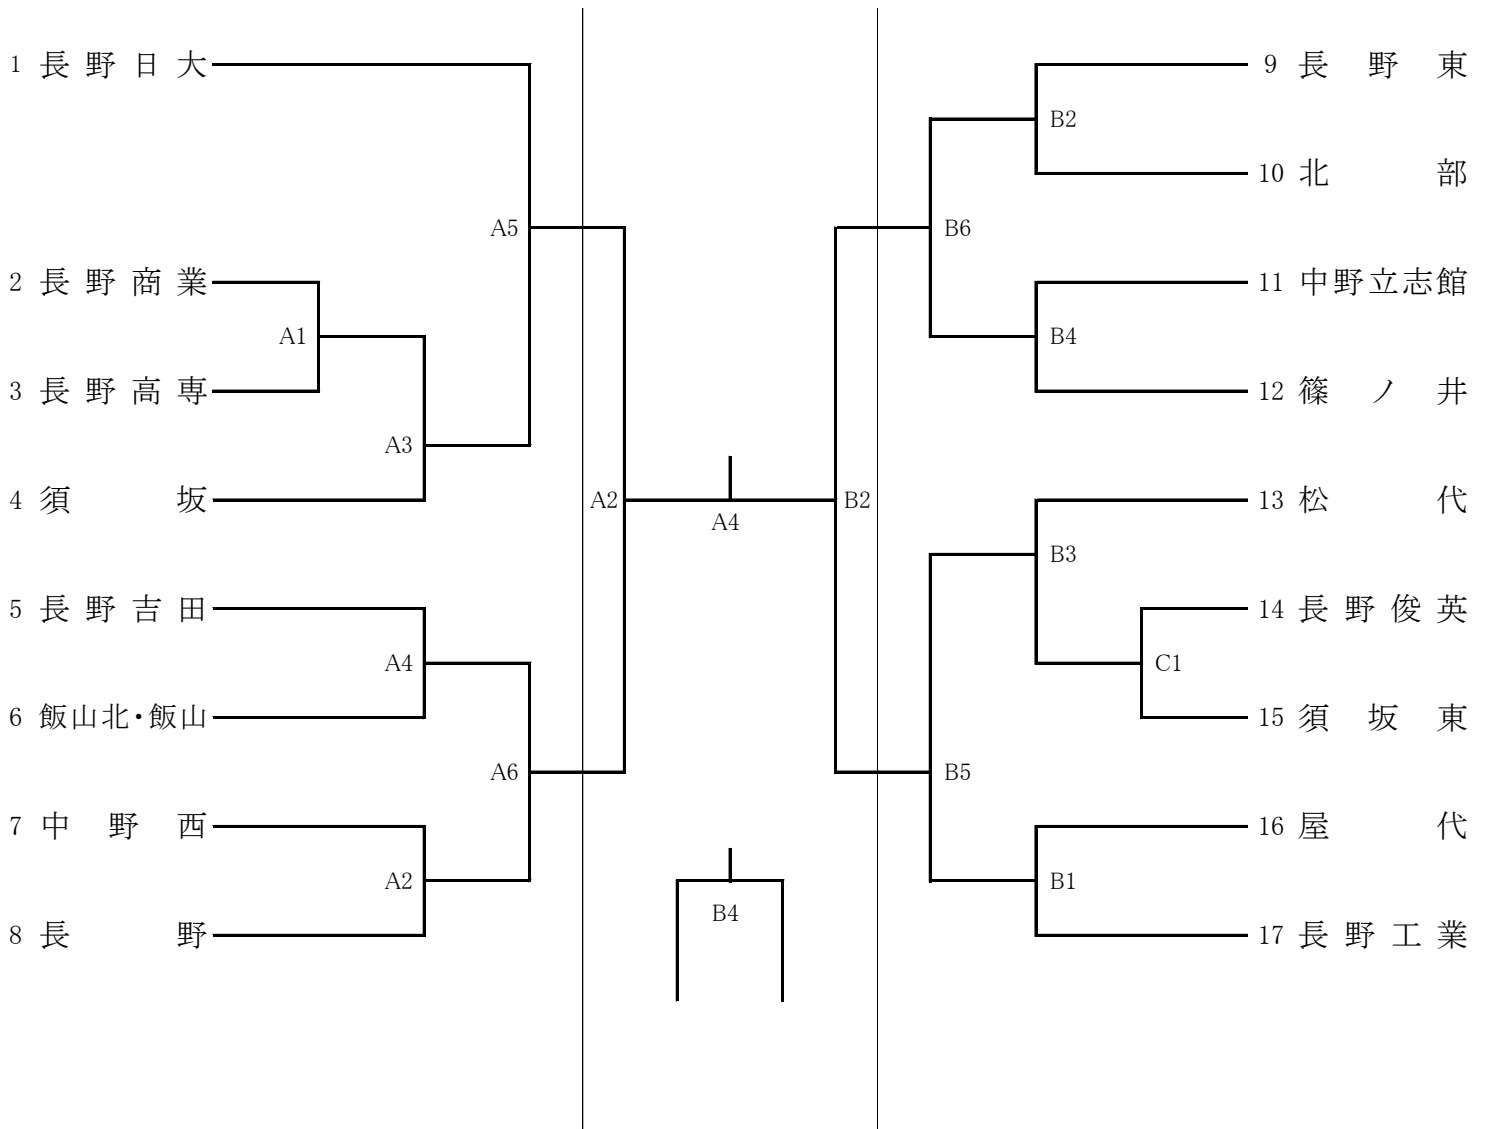 1 長野日大
A5
2 長野商業
A1
3 長野高専
A3
4 須坂
5 長野吉田
A4
6 飯山北・飯山
A6
7 中野西
A2
8 長野
A2
A4
B2
B4
9 長野東
B2
10 北部
B6
11 中野立志館
B4
12 篠ノ井
13 松代
B3
14 長野俊英
C1
15 須坂東
B5
16 屋代
B1
17 長野工業